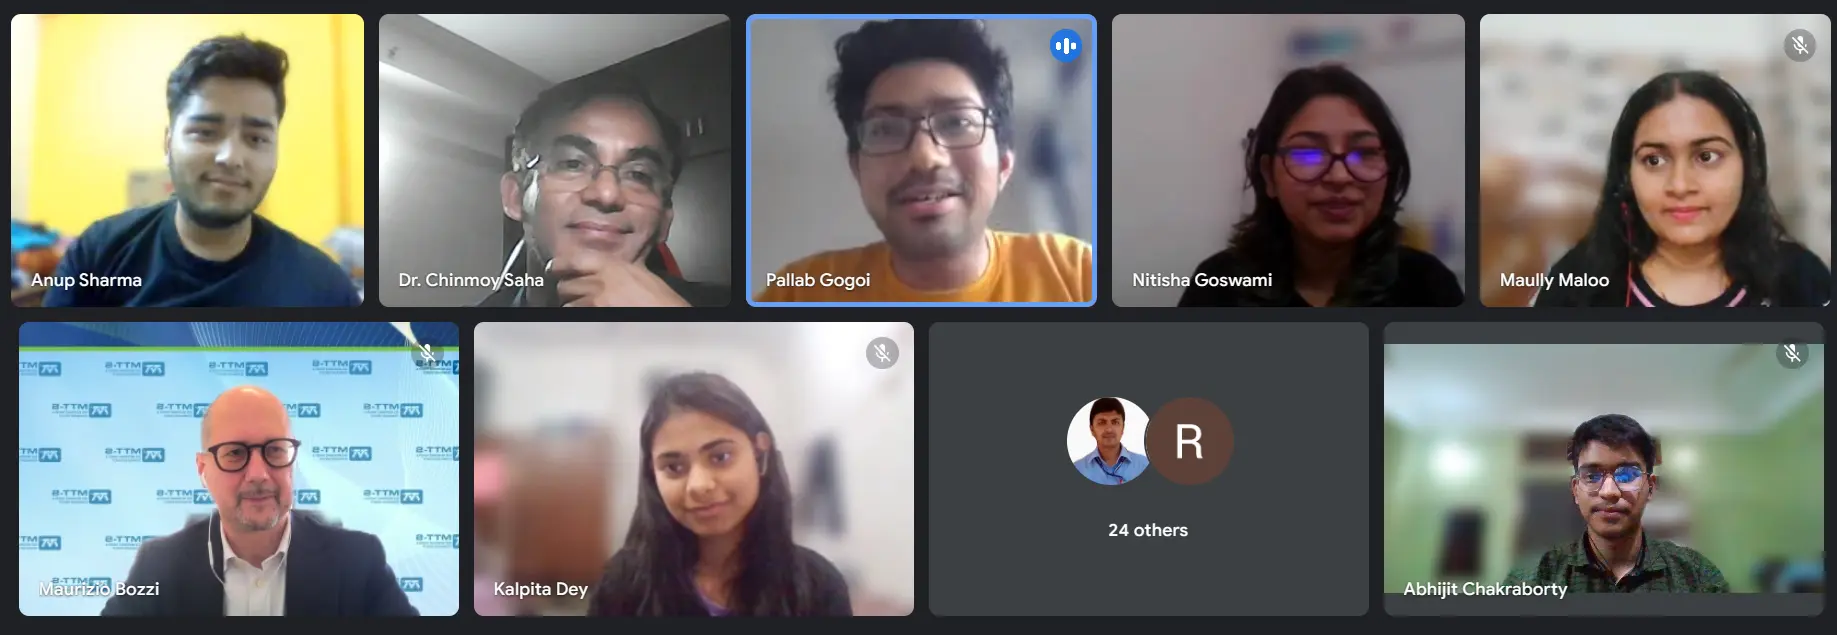 Anup Sharma
Dr. Chinmoy Saha
Pallab Gogoi
Nitisha Goswami
Maully Maloo
Maurizio Bozzi
Kalpita Dey
R
24 others
Abhijit Chakraborty